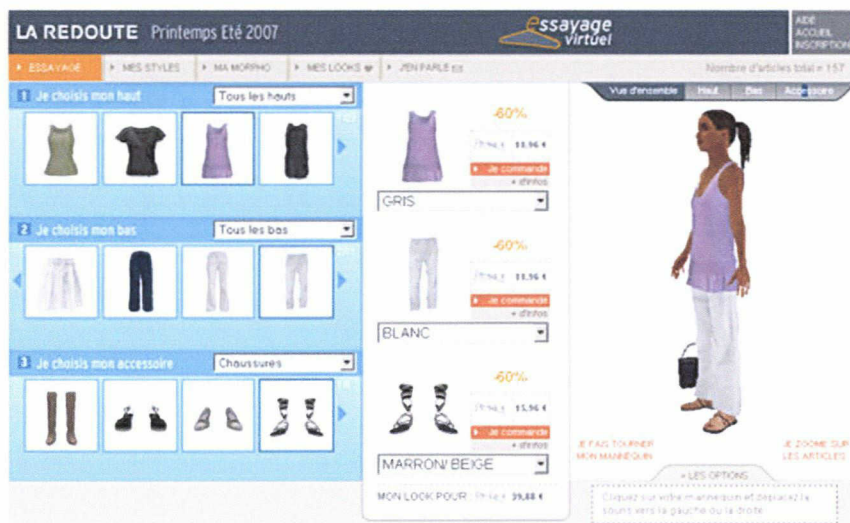 LA REDOUTE Printemps Eté 2007
essayage virtuel
AIDE
ACCUEIL
INSCRIPTION
ESSAYAGE
MES STYLES
MA MORPHO
MES LOOKS
J'EN PARLE
Nombre d'articles total = 157
1 Je choisis mon haut
Tous les hauts
-60%
11,96 €
Je commande
+ d'infos
GRIS
2 Je choisis mon bas
Tous les bas
-60%
11,96 €
Je commande
+ d'infos
BLANC
3 Je choisis mon accessoire
Chaussures
-60%
15,96 €
Je commande
+ d'infos
MARRON/BEIGE
MON LOOK POUR
39,88 €
Vue d'ensemble
Haut
Bas
Accessoire
JE FAIS TOURNER
MON MANNEQUIN
JE ZOOME SUR
LES ARTICLES
+ LES OPTIONS
Cliquez sur votre mannequin et déplacez la
souris vers la gauche ou la droite